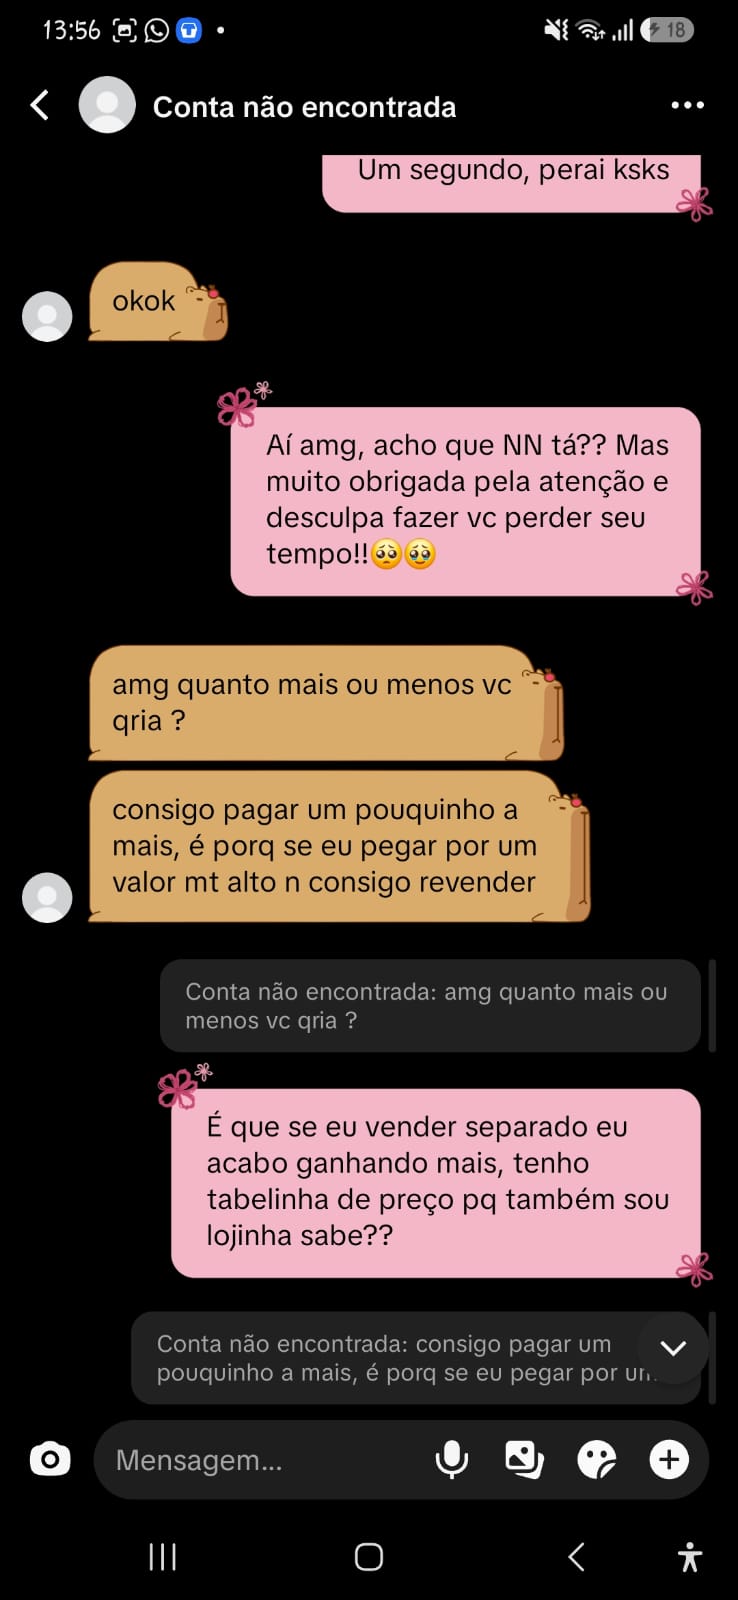 13:56
18
Conta não encontrada
Um segundo, perai ksks
okok
Aí amg, acho que NN tá?? Mas
muito obrigada pela atenção e
desculpa fazer vc perder seu
tempo!!🥺🥹
amg quanto mais ou menos vc
qria ?
consigo pagar um pouquinho a
mais, é porq se eu pegar por um
valor mt alto n consigo revender
Conta não encontrada: amg quanto mais ou
menos vc qria ?
É que se eu vender separado eu
acabo ganhando mais, tenho
tabelinha de preço pq também sou
lojinha sabe??
Conta não encontrada: consigo pagar um
pouquinho a mais, é porq se eu pegar por
Mensagem...